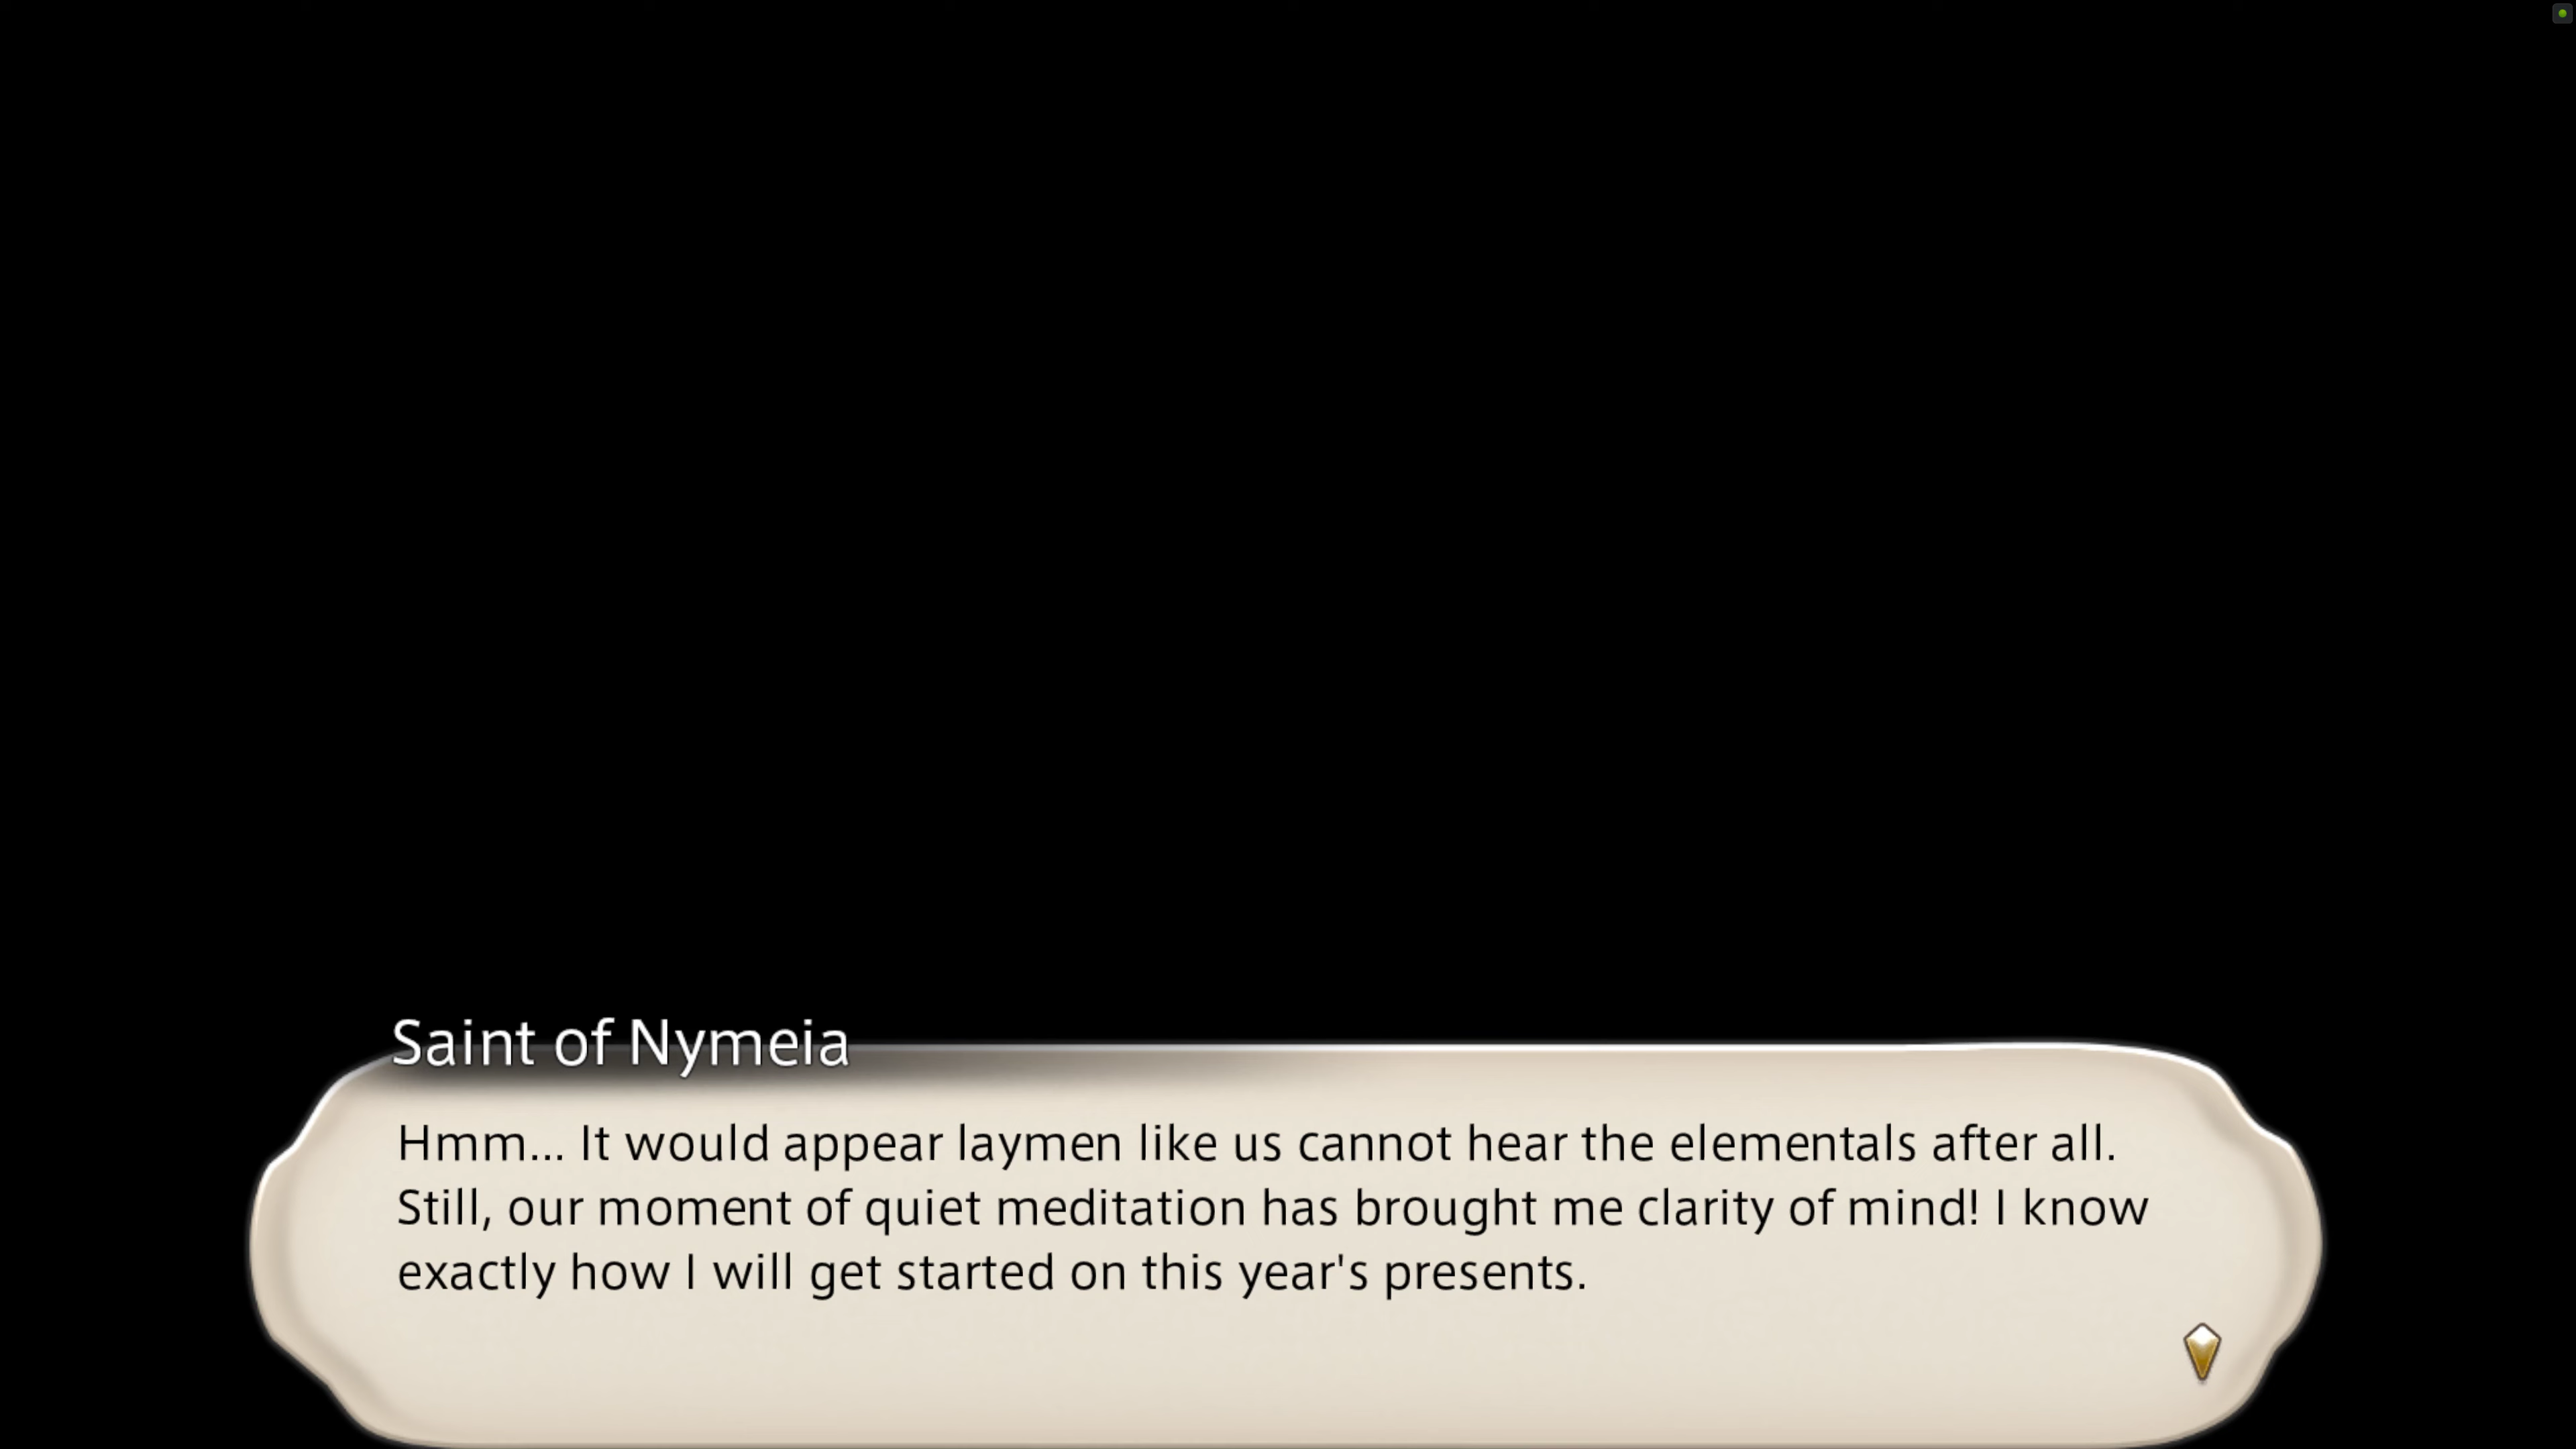 Saint of Nymeia
Hmm... It would appear laymen like us cannot hear the elementals after all.
Still, our moment of quiet meditation has brought me clarity of mind! I know
exactly how I will get started on this year's presents.